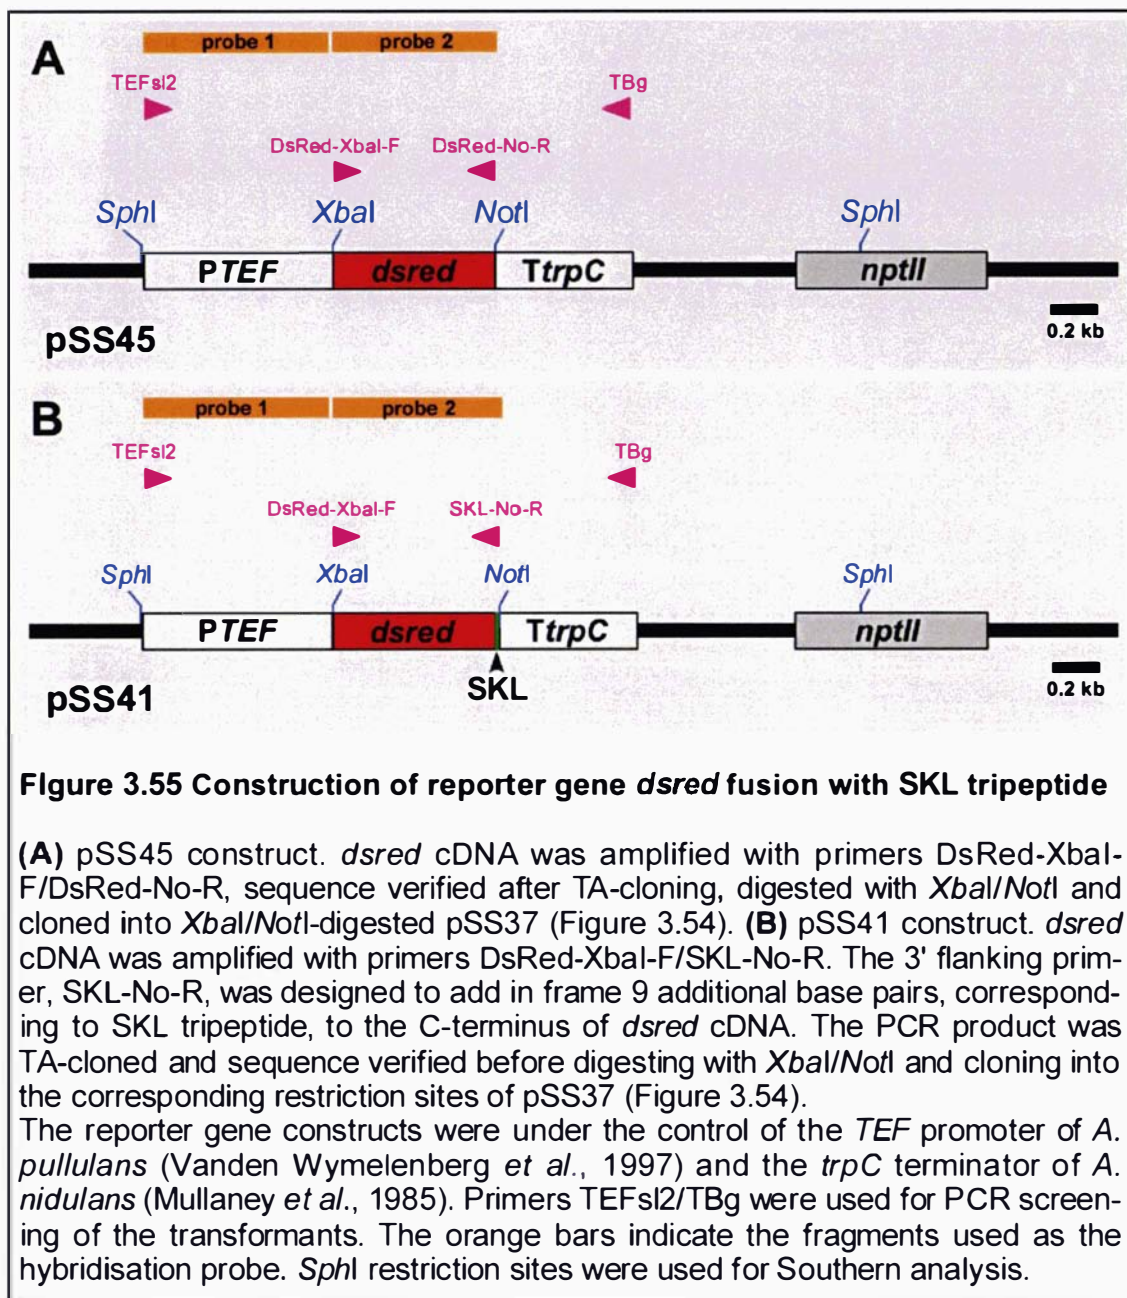 A
probe 1 probe 2
TEFsl2 TBg
DsRed-XbaI-F DsRed-No-R
SphI XbaI NotI SphI
PTEF dsred TtrpC nptII
pSS45
0.2 kb
B
probe 1 probe 2
TEFsl2 TBg
DsRed-XbaI-F SKL-No-R
SphI XbaI NotI SphI
PTEF dsred TtrpC nptII
SKL
pSS41
0.2 kb
Figure 3.55 Construction of reporter gene dsred fusion with SKL tripeptide
(A) pSS45 construct. dsred cDNA was amplified with primers DsRed-XbaI-
F/DsRed-No-R, sequence verified after TA-cloning, digested with XbaI/NotI and
cloned into XbaI/NotI-digested pSS37 (Figure 3.54). (B) pSS41 construct. dsred
cDNA was amplified with primers DsRed-XbaI-F/SKL-No-R. The 3' flanking prim-
er, SKL-No-R, was designed to add in frame 9 additional base pairs, correspond-
ing to SKL tripeptide, to the C-terminus of dsred cDNA. The PCR product was
TA-cloned and sequence verified before digesting with XbaI/NotI and cloning into
the corresponding restriction sites of pSS37 (Figure 3.54).
The reporter gene constructs were under the control of the TEF promoter of A.
pullulans (Vanden Wymelenberg et al., 1997) and the trpC terminator of A.
nidulans (Mullaney et al., 1985). Primers TEFsl2/TBg were used for PCR screen-
ing of the transformants. The orange bars indicate the fragments used as the
hybridisation probe. SphI restriction sites were used for Southern analysis.